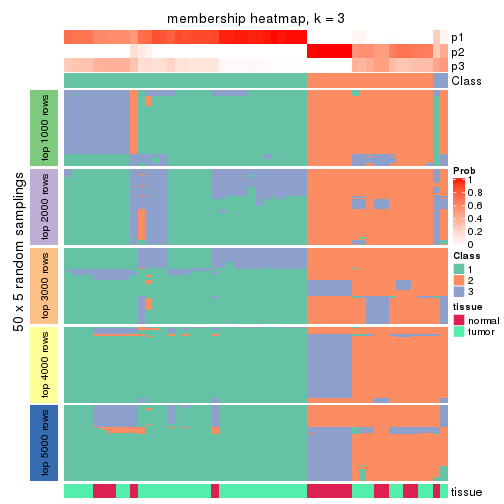 membership heatmap, k = 3
p1
p2
p3
Class
50 x 5 random samplings
top 1000 rows
top 2000 rows
top 3000 rows
top 4000 rows
top 5000 rows
Prob
1
0.8
0.6
0.4
0.2
0
Class
1
2
3
tissue
normal
tumor
tissue